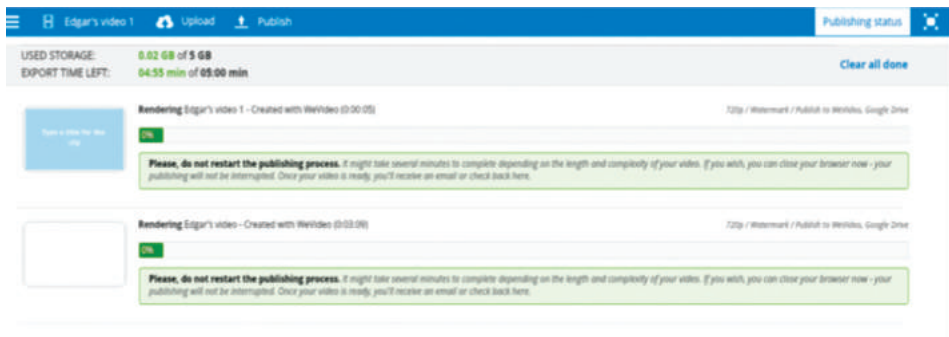 Edgar's video 1 Upload Publish Publishing status
USED STORAGE: 0.02 GB of 5 GB
EXPORT TIME LEFT: 04:55 min of 05:00 min
Clear all done
Rendering Edgar's video 1 - Created with WeVideo (0:00:05) 720p / Watermark / Publish to WeVideo, Google Drive
Type a title for the
clip
0%
Please, do not restart the publishing process. It might take several minutes to complete depending on the length and complexity of your video. If you wish, you can close your browser now - your
publishing will not be interrupted. Once your video is ready, you'll receive an email or check back here.
Rendering Edgar's video - Created with WeVideo (0:03:09) 720p / Watermark / Publish to WeVideo, Google Drive
0%
Please, do not restart the publishing process. It might take several minutes to complete depending on the length and complexity of your video. If you wish, you can close your browser now - your
publishing will not be interrupted. Once your video is ready, you'll receive an email or check back here.